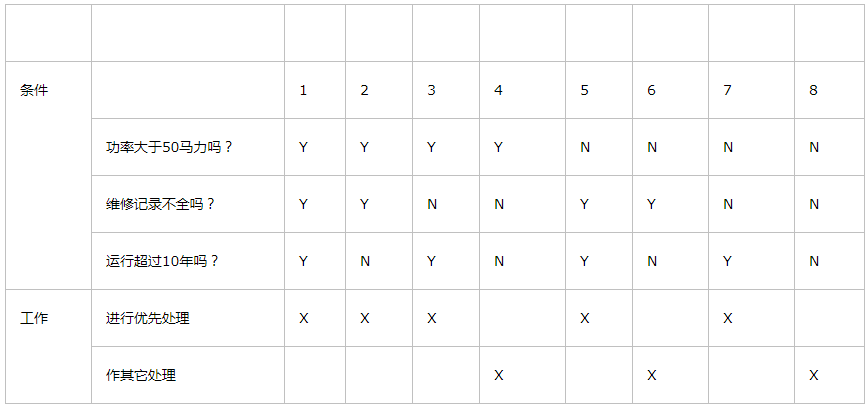 条件 1 2 3 4 5 6 7 8
功率大于50马力吗？ Y Y Y Y N N N N
维修记录不全吗？ Y Y N N Y Y N N
运行超过10年吗？ Y N Y N Y N Y N
工作 进行优先处理 X X X X X
作其它处理 X X X